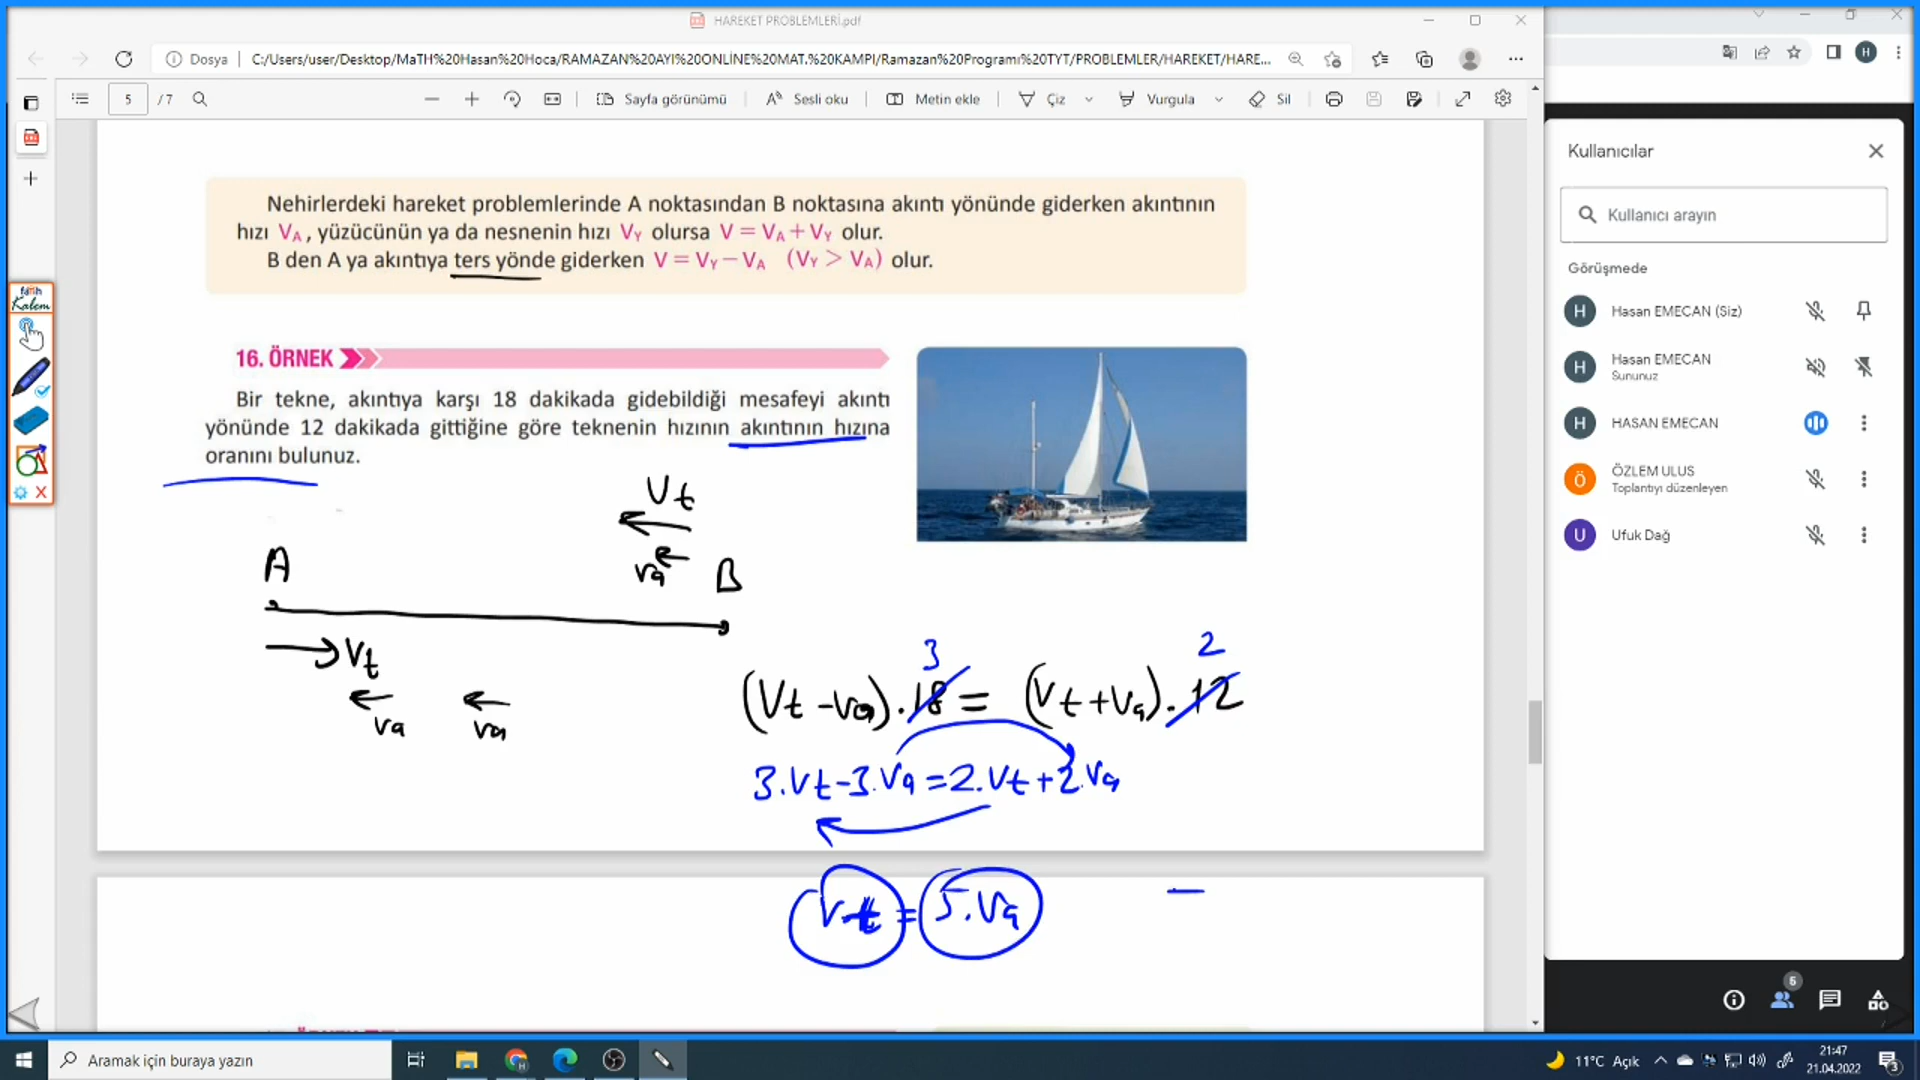 HAREKET PROBLEMLERİ.pdf
Dosya
C:/Users/user/Desktop/MaTH%20Hasan%20Hoca/RAMAZAN%20AYI%20ONLİNE%20MAT.%20KAMPI/Ramazan%20Programı%20TYT/PROBLEMLER/HAREKET/HARE...
5 /7
Sayfa görünümü
Sesli oku
Metin ekle
Çiz
Vurgula
Sil
Nehirlerdeki hareket problemlerinde A noktasından B noktasına akıntı yönünde giderken akıntının
hızı VA, yüzücünün ya da nesnenin hızı VY olursa V = VA + VY olur.
B den A ya akıntıya ters yönde giderken V = VY − VA (VY > VA) olur.
16. ÖRNEK
Bir tekne, akıntıya karşı 18 dakikada gidebildiği mesafeyi akıntı
yönünde 12 dakikada gittiğine göre teknenin hızının akıntının hızına
oranını bulunuz.
Vt
va
A
B
Vt
va
va
3
2
(Vt - va) . 18 = (Vt + Va) . 12
3.Vt - 3.Va = 2.Vt + 2.Va
Vt = 5.Va
fatih
Kalem
Kullanıcılar
Kullanıcı arayın
Görüşmede
H Hasan EMECAN (Siz)
H Hasan EMECAN
Sununuz
H HASAN EMECAN
Ö ÖZLEM ULUS
Toplantıyı düzenleyen
U Ufuk Dağ
H
5
Aramak için buraya yazın
11°C Açık
21:47
21.04.2022
3